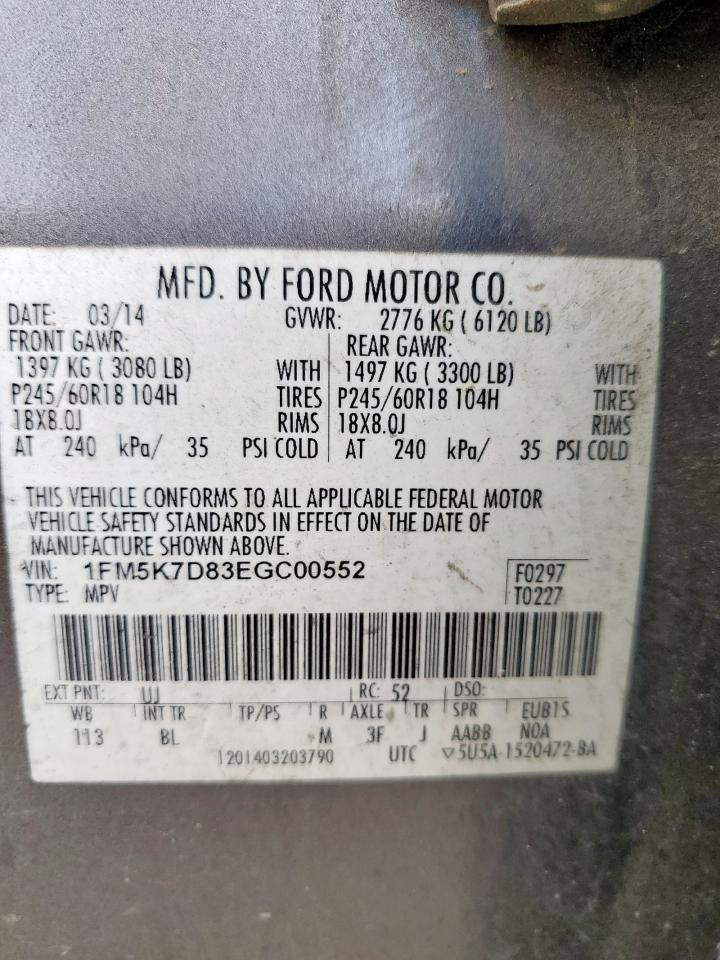 MFD. BY FORD MOTOR CO.
DATE: 03/14 GVWR: 2776 KG ( 6120 LB)
FRONT GAWR: REAR GAWR:
1397 KG ( 3080 LB) WITH 1497 KG ( 3300 LB) WITH
P245/60R18 104H TIRES P245/60R18 104H TIRES
18X8.0J RIMS 18X8.0J RIMS
AT 240 kPa/ 35 PSI COLD AT 240 kPa/ 35 PSI COLD
THIS VEHICLE CONFORMS TO ALL APPLICABLE FEDERAL MOTOR
VEHICLE SAFETY STANDARDS IN EFFECT ON THE DATE OF
MANUFACTURE SHOWN ABOVE.
VIN: 1FM5K7D83EGC00552 F0297
TYPE: MPV T0227
EXT PNT: UJ RC: 52 DSO:
WB INT TR TP/PS R AXLE TR SPR EUB1S
113 BL M 3F J AABB NOA
1201403203790 UTC ▽5U5A-1520472-BA